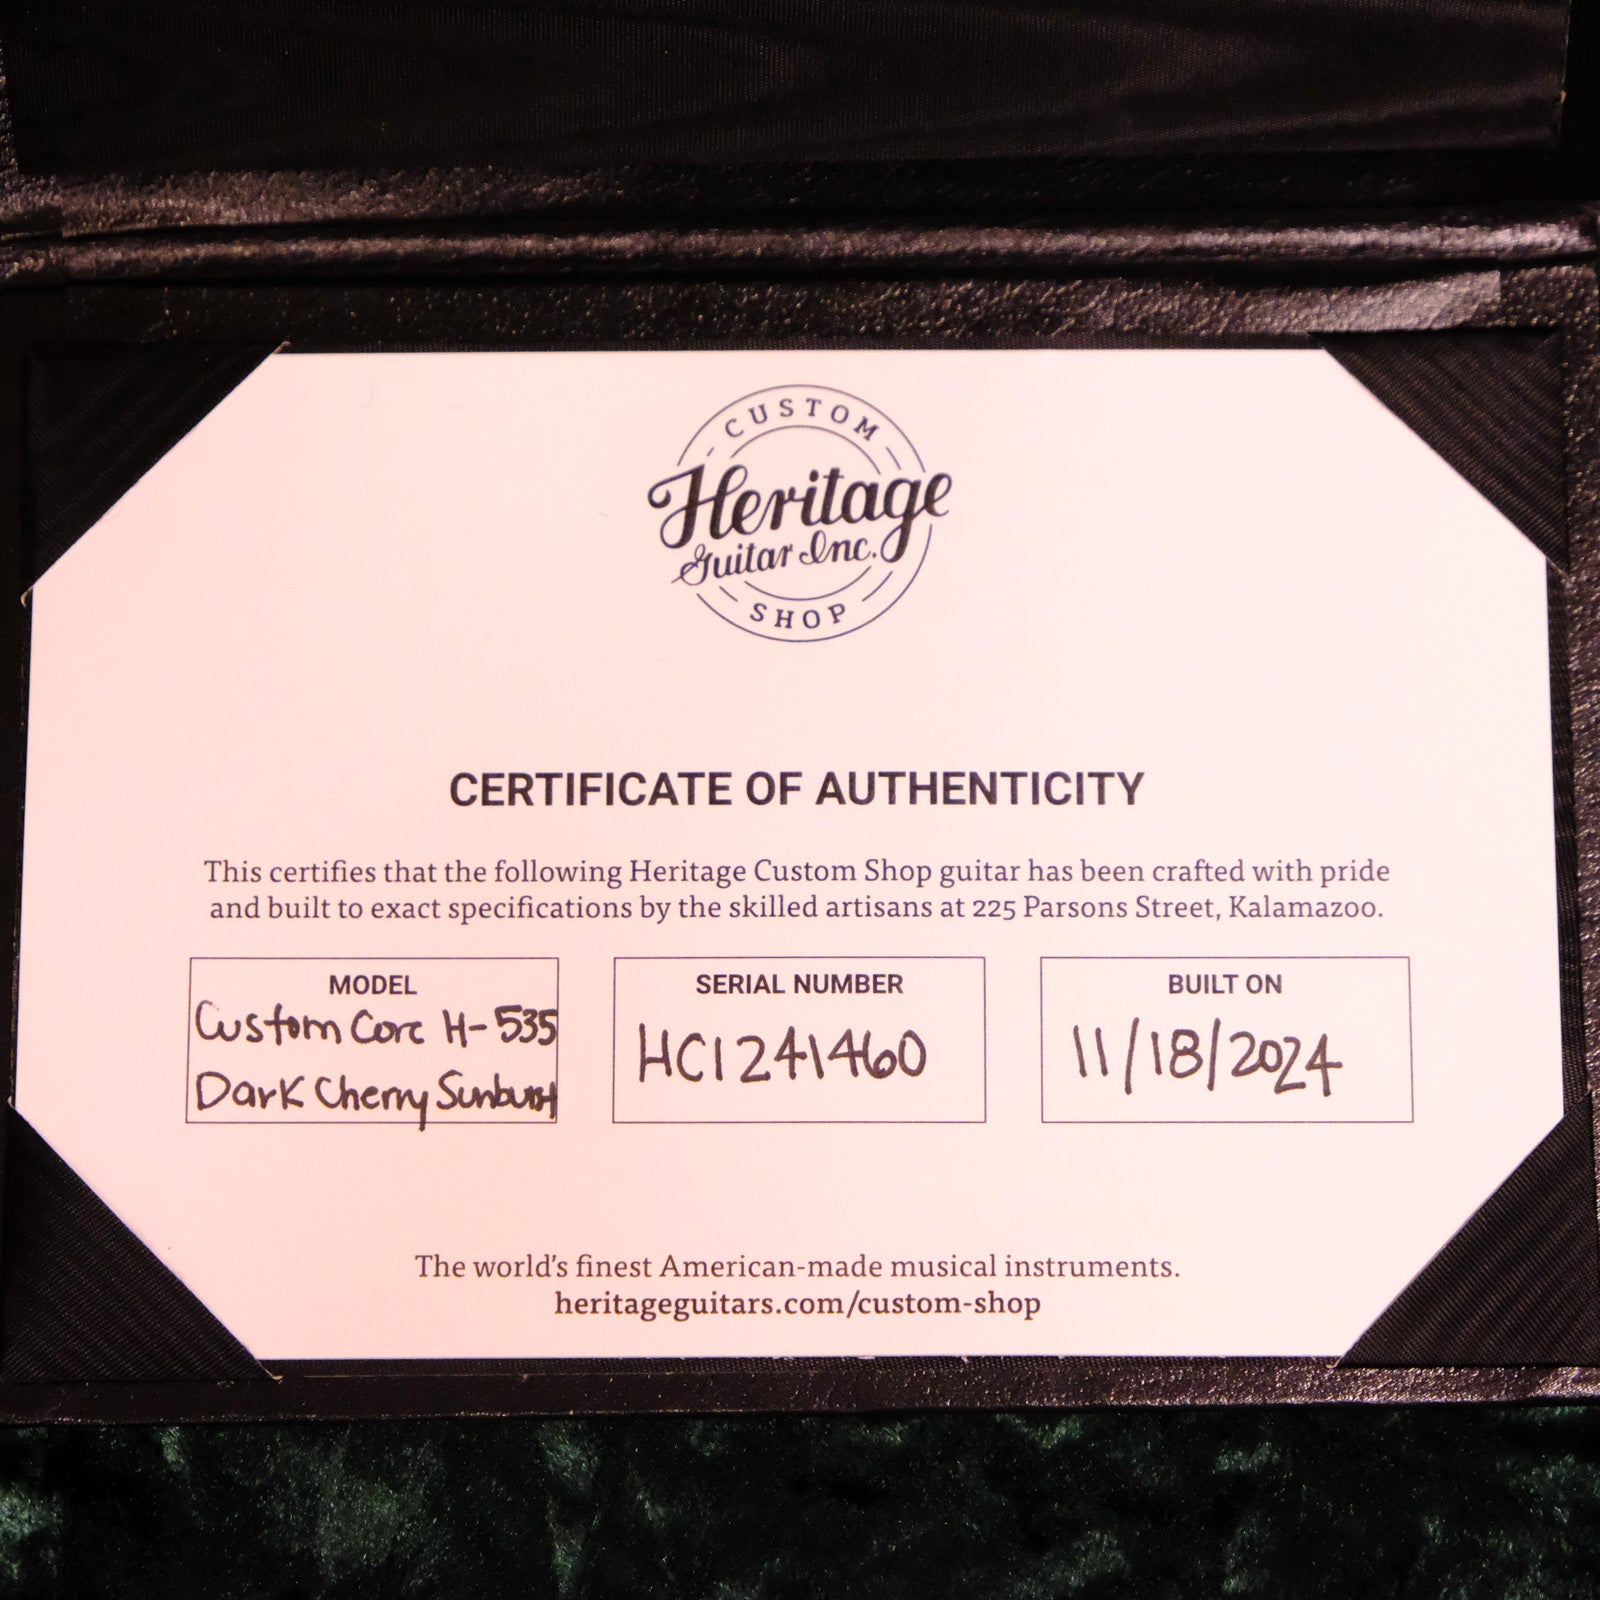 CUSTOM
Heritage
Guitar Inc.
SHOP
CERTIFICATE OF AUTHENTICITY
This certifies that the following Heritage Custom Shop guitar has been crafted with pride
and built to exact specifications by the skilled artisans at 225 Parsons Street, Kalamazoo.
MODEL
Custom Core H-535
Dark Cherry Sunburst
SERIAL NUMBER
HC1241460
BUILT ON
11/18/2024
The world's finest American-made musical instruments.
heritageguitars.com/custom-shop